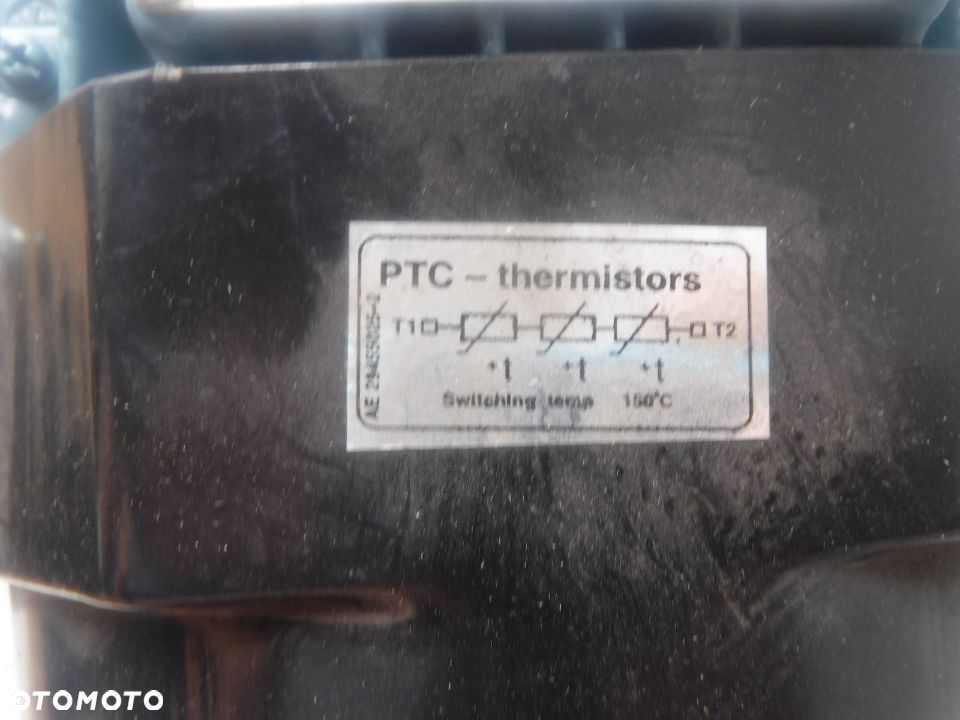 PTC – thermistors
T1 T2
+t +t +t
Switching temp 150°C
OTOMOTO